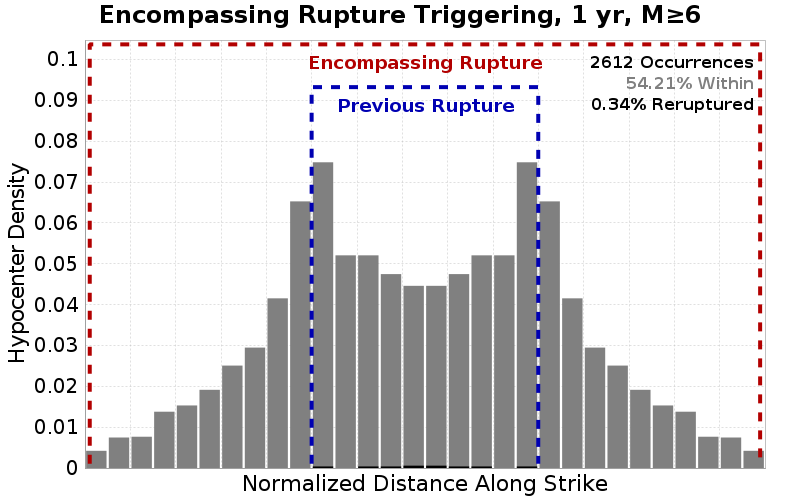 Encompassing Rupture Triggering, 1 yr, M≥6
Encompassing Rupture
2612 Occurrences
54.21% Within
0.34% Reruptured
Previous Rupture
Hypocenter Density
0.1
0.09
0.08
0.07
0.06
0.05
0.04
0.03
0.02
0.01
0
Normalized Distance Along Strike